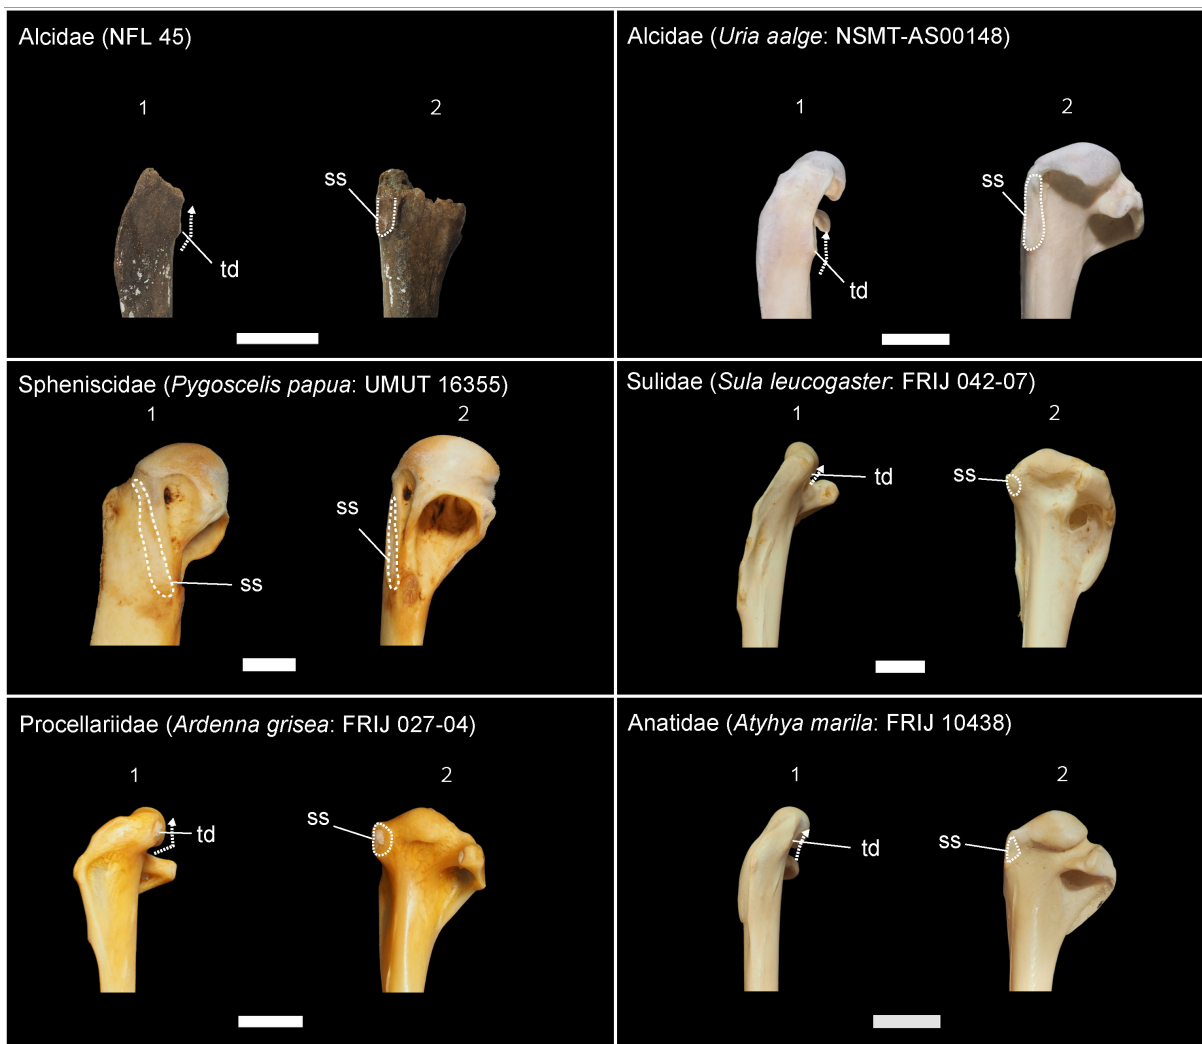 Alcidae (NFL 45)
1
2
ss
td
Alcidae (Uria aalge: NSMT-AS00148)
1
2
ss
td
Spheniscidae (Pygoscelis papua: UMUT 16355)
1
2
ss
ss
Sulidae (Sula leucogaster: FRIJ 042-07)
1
2
td
ss
Procellariidae (Ardenna grisea: FRIJ 027-04)
1
2
ss
td
Anatidae (Atyhya marila: FRIJ 10438)
1
2
ss
td